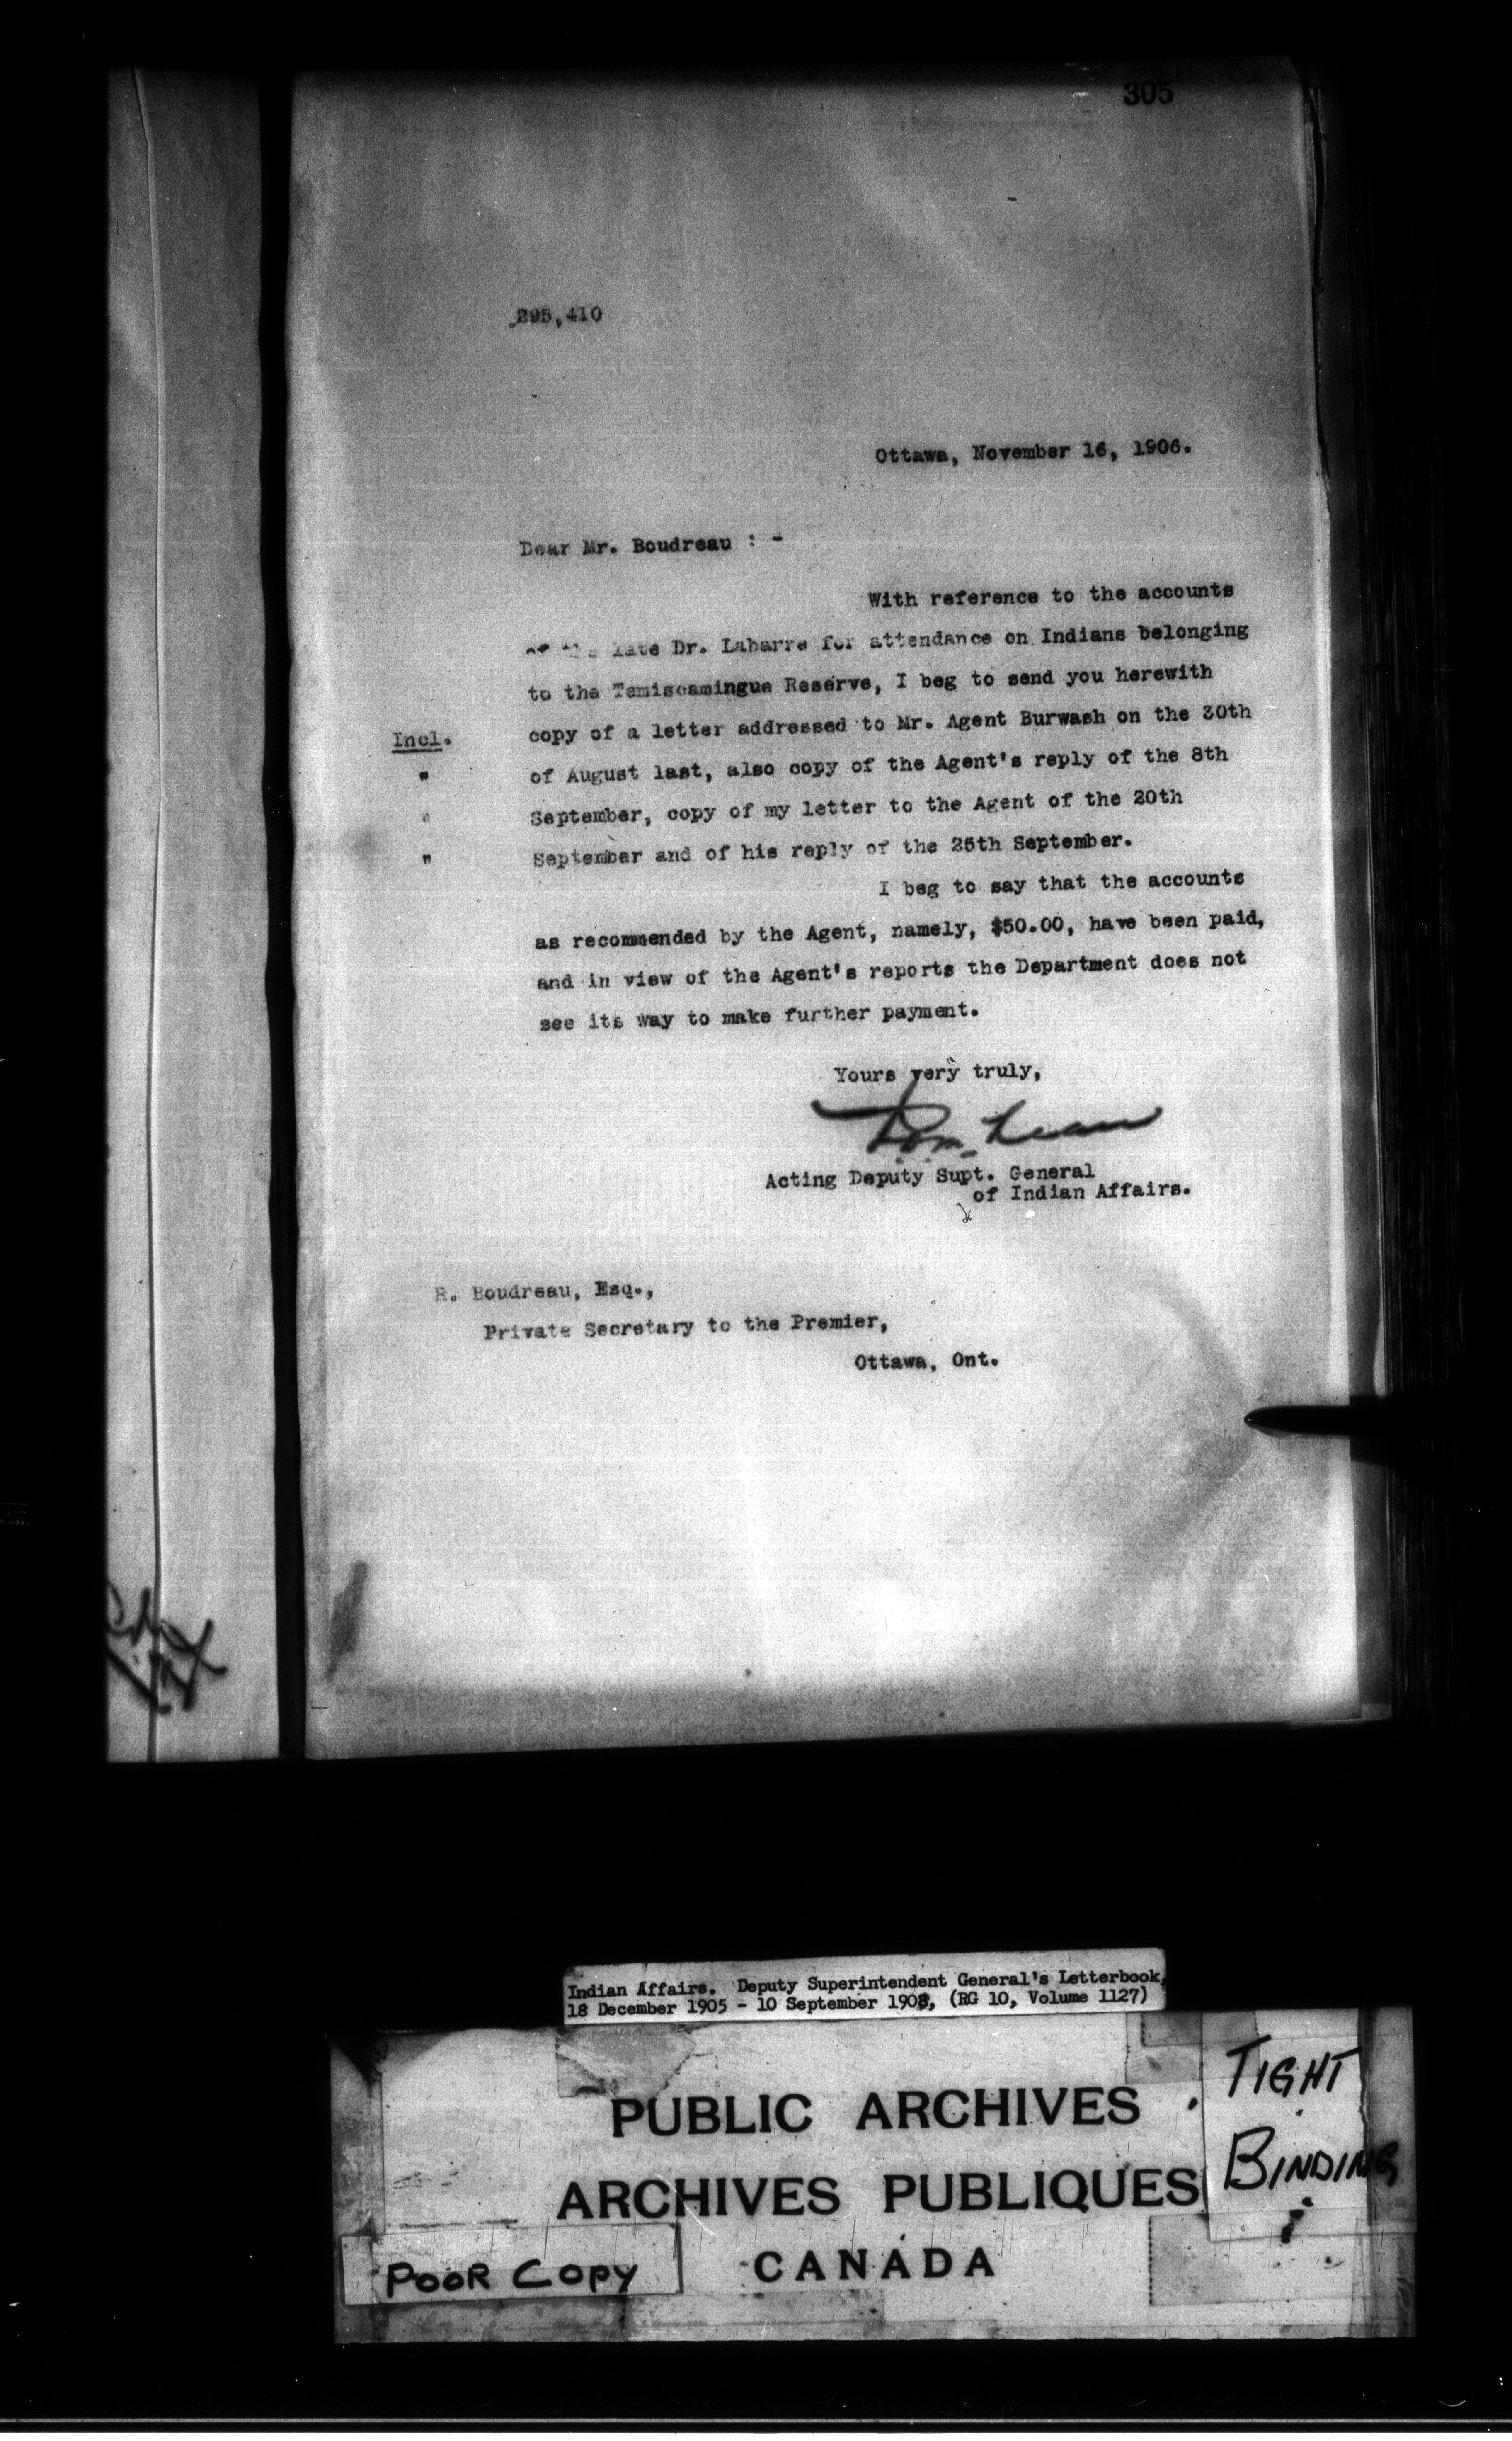 305
295,410
Ottawa, November 16, 1906.
Dear Mr. Boudreau : -
With reference to the accounts
of the late Dr. Labarre for attendance on Indians belonging
to the Temiscamingue Reserve, I beg to send you herewith
Incl. copy of a letter addressed to Mr. Agent Burwash on the 30th
" of August last, also copy of the Agent's reply of the 8th
" September, copy of my letter to the Agent of the 20th
" September and of his reply of the 25th September.
I beg to say that the accounts
as recommended by the Agent, namely, $50.00, have been paid,
and in view of the Agent's reports the Department does not
see its way to make further payment.
Yours very truly,
Acting Deputy Supt. General
of Indian Affairs.
R. Boudreau, Esq.,
Private Secretary to the Premier,
Ottawa, Ont.
Indian Affairs. Deputy Superintendent General's Letterbook,
18 December 1905 - 10 September 1908, (RG 10, Volume 1127)
PUBLIC ARCHIVES
ARCHIVES PUBLIQUES
CANADA
TIGHT
BINDING
POOR COPY